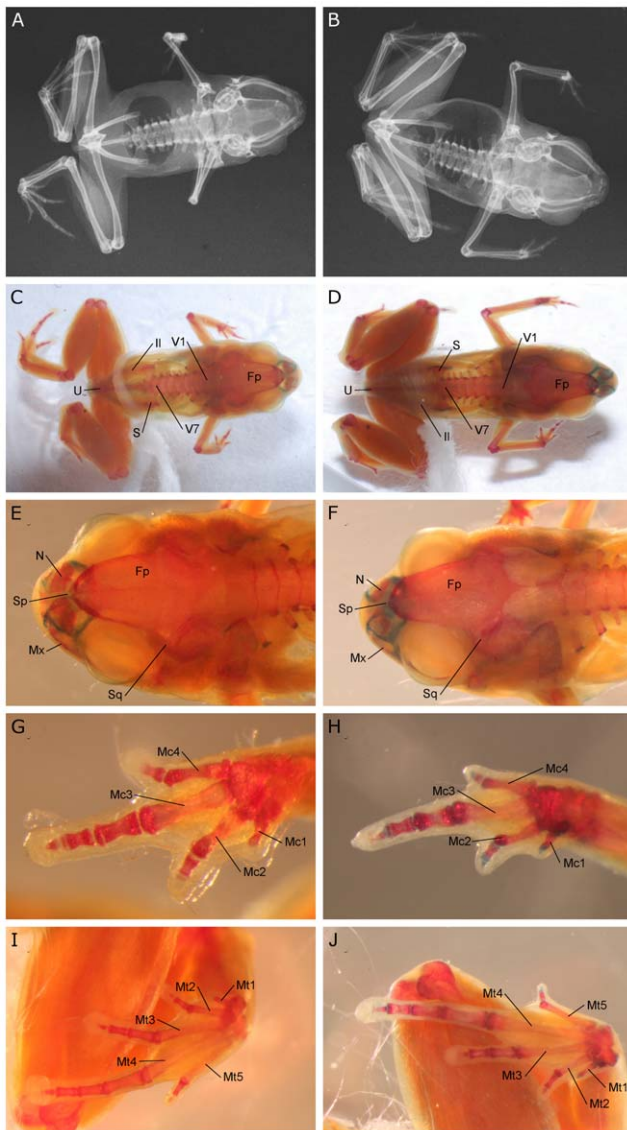 A
B
C
Il
V1
Fp
U
S
V7
D
S
V1
U
Fp
Il
V7
E
N
Fp
Sp
Mx
Sq
F
N
Fp
Sp
Mx
Sq
G
Mc4
Mc3
Mc1
Mc2
H
Mc4
Mc3
Mc2
Mc1
I
Mt2
Mt1
Mt3
Mt4
Mt5
J
Mt4
Mt5
Mt3
Mt1
Mt2